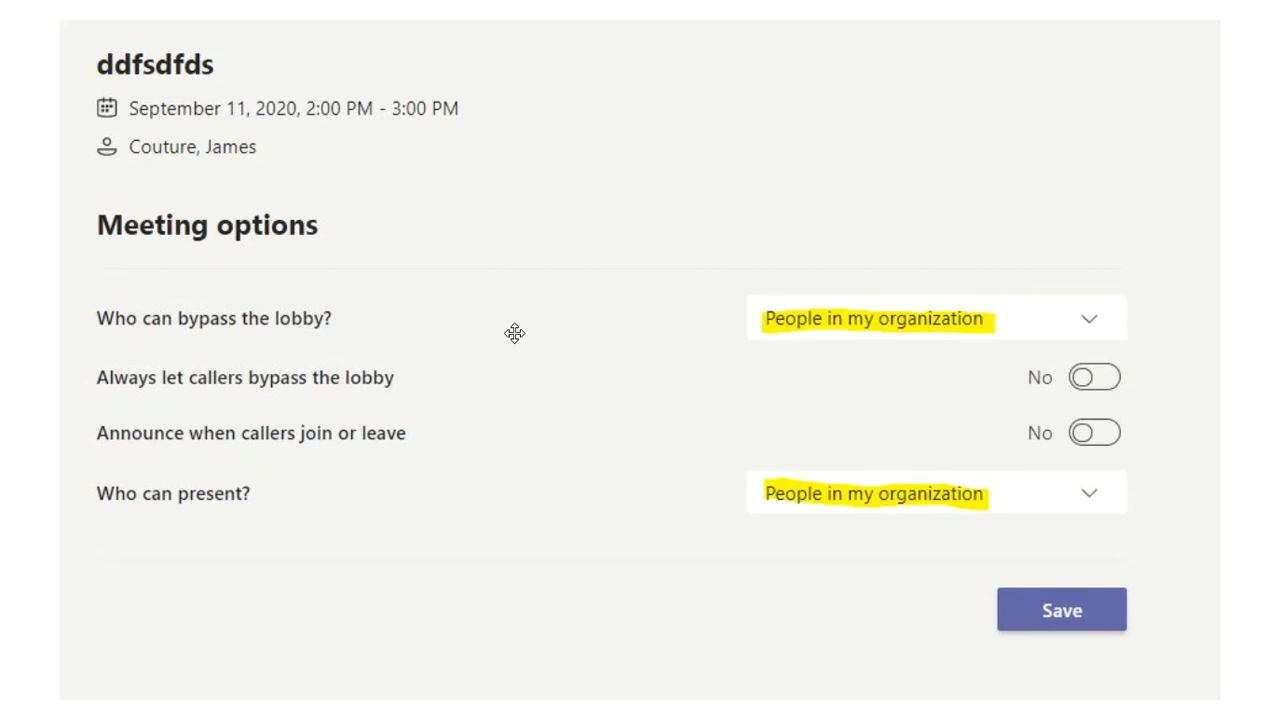 ddfsdfds
September 11, 2020, 2:00 PM - 3:00 PM
Couture, James
Meeting options
Who can bypass the lobby? People in my organization
Always let callers bypass the lobby No
Announce when callers join or leave No
Who can present? People in my organization
Save